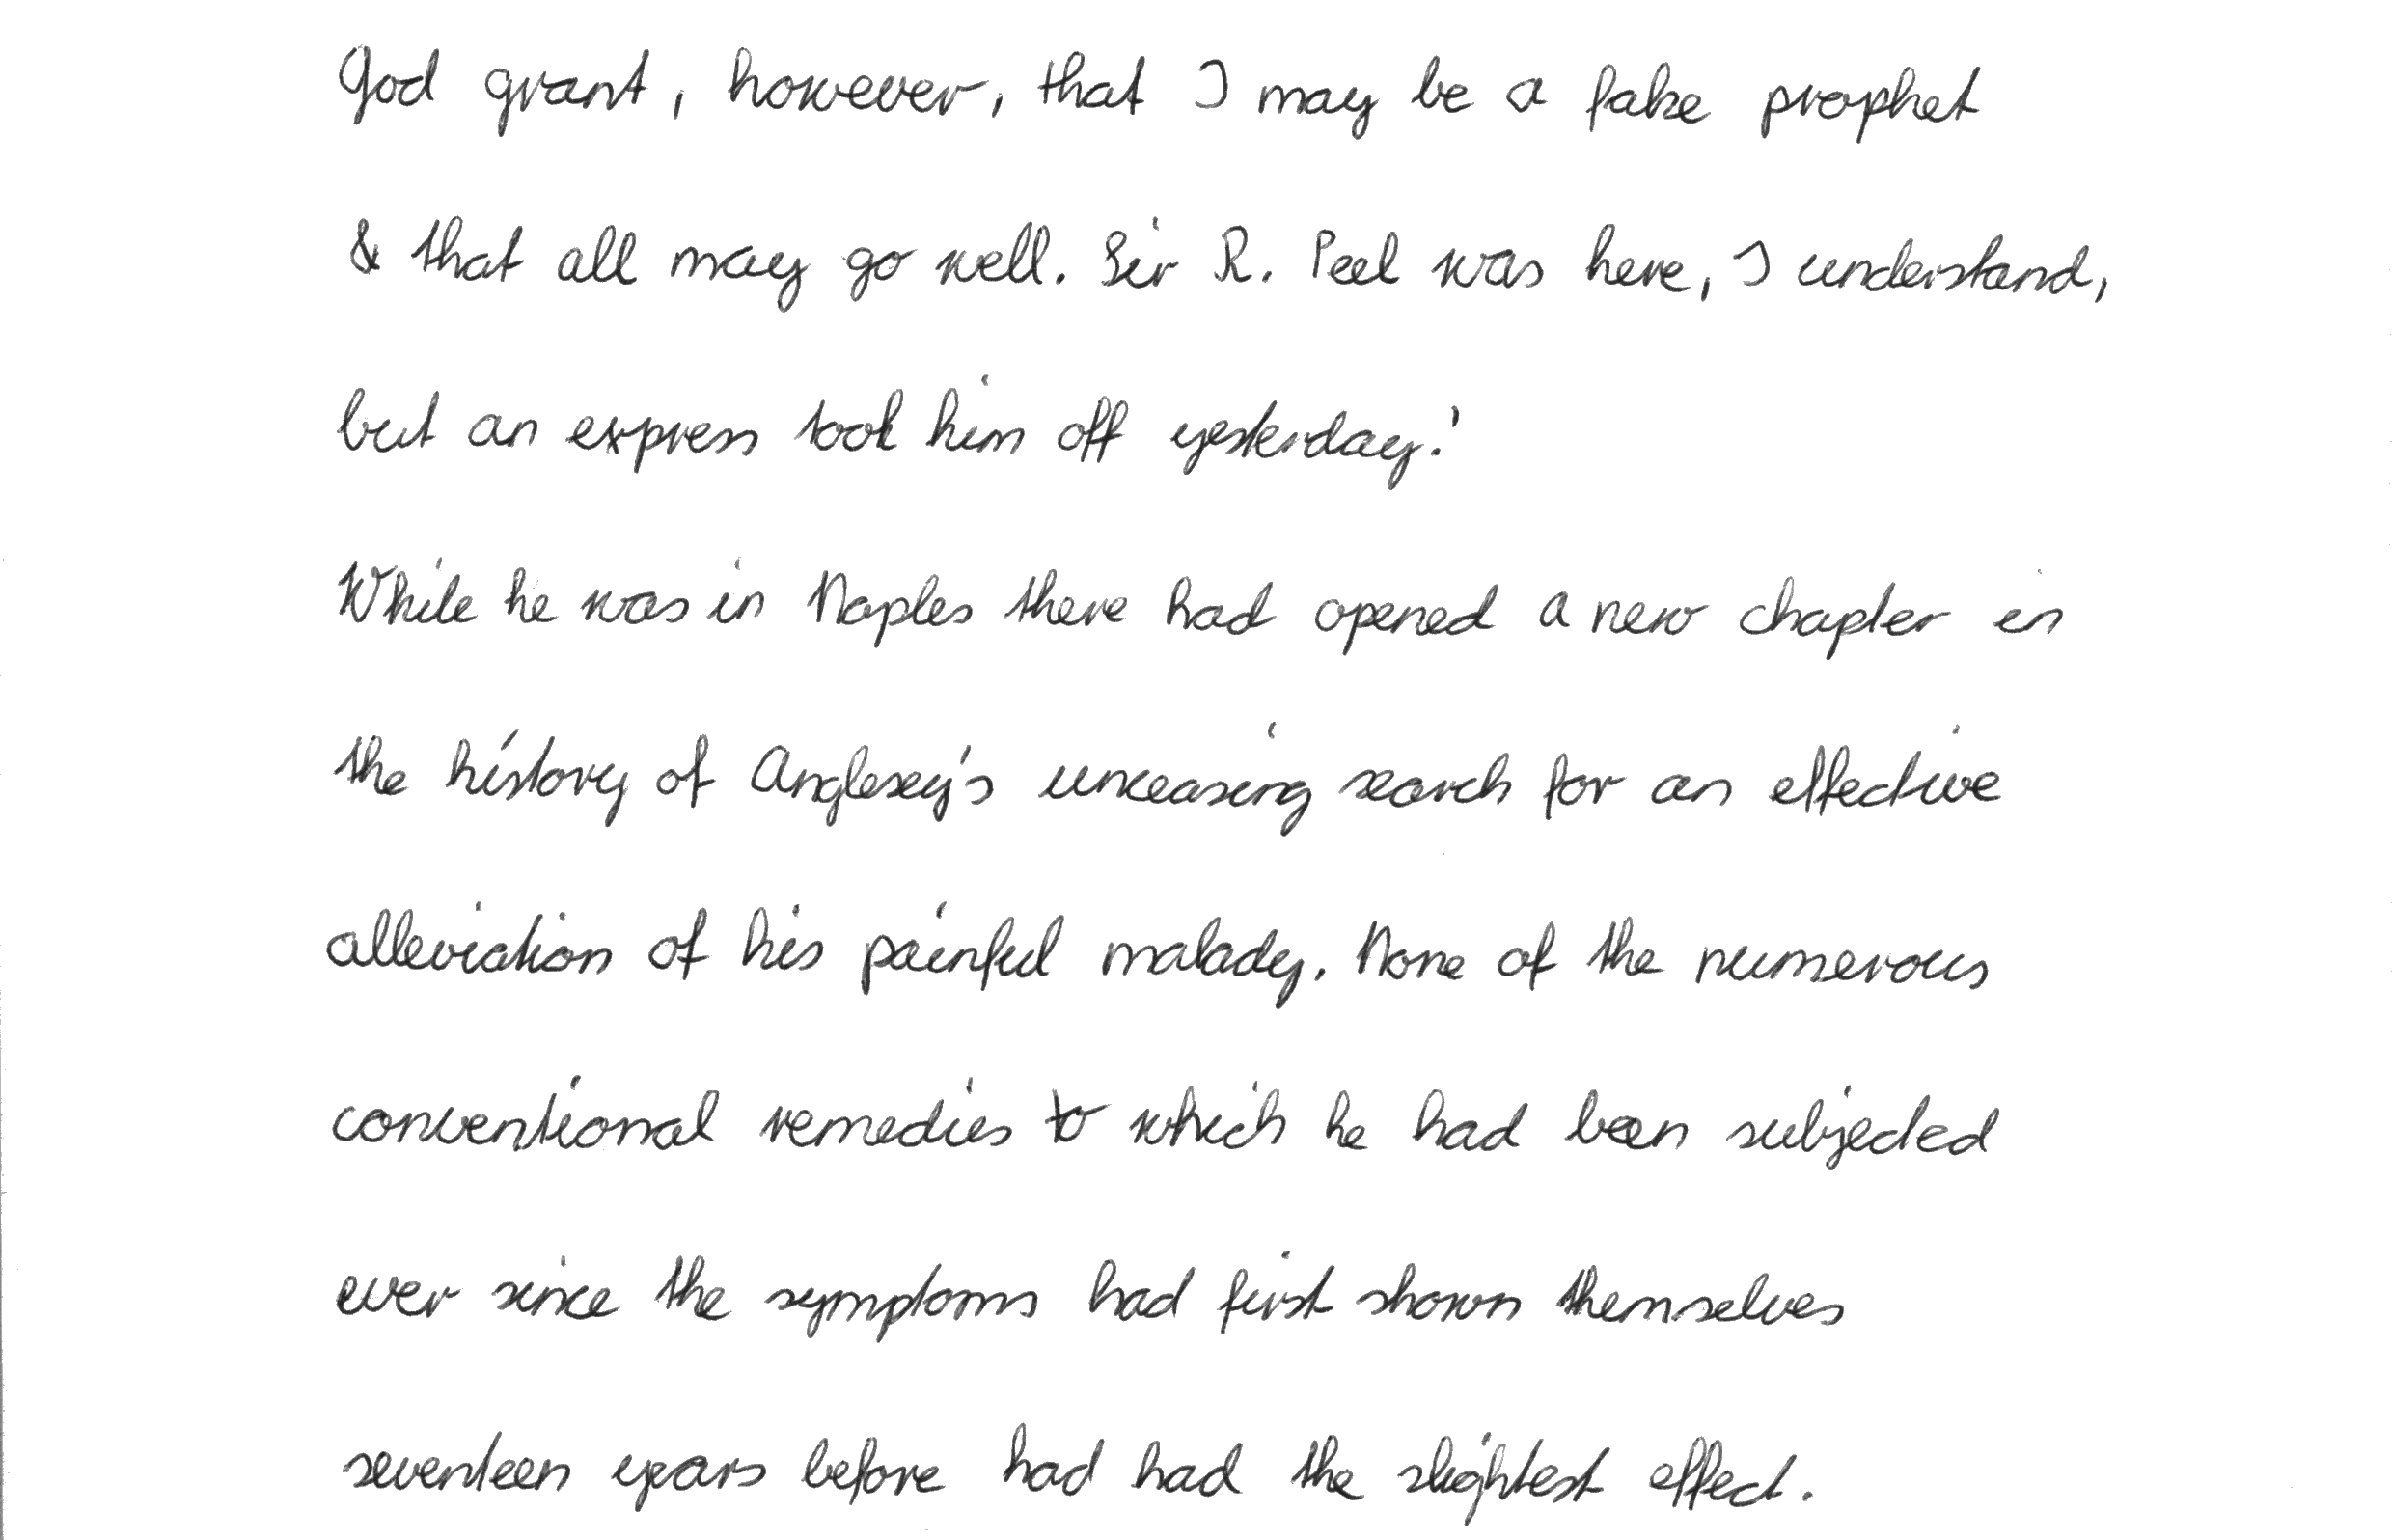 God grant, however, that I may be a false prophet
& that all may go well. Sir R. Peel was here, I understand,
but an express took him off yesterday.'
While he was in Naples there had opened a new chapter in
the history of Anglesey's unceasing search for an effective
alleviation of his painful malady. None of the numerous
conventional remedies to which he had been subjected
ever since the symptoms had first shown themselves
seventeen years before had had the slightest effect.